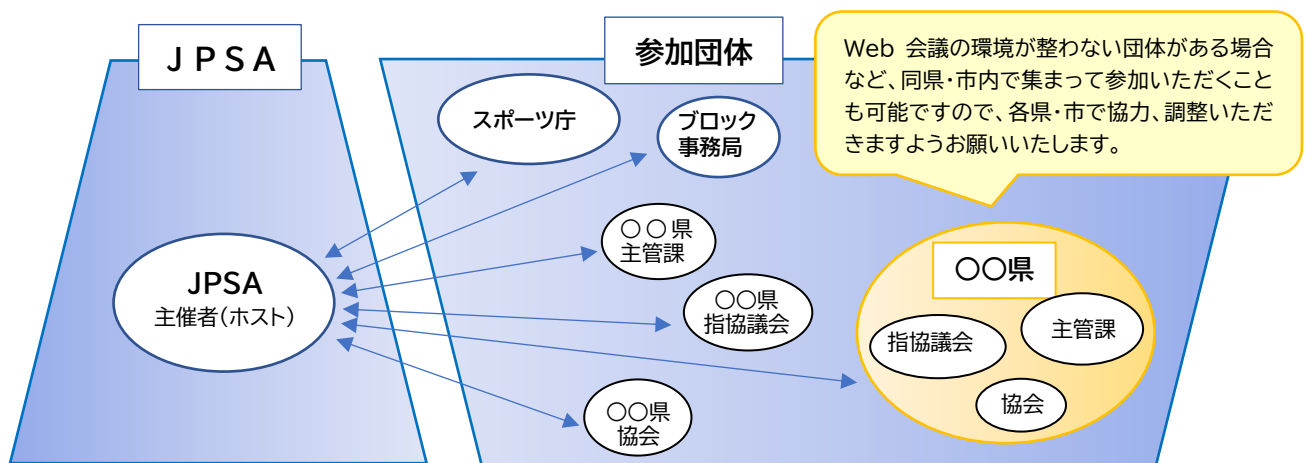 ＪＰＳＡ
参加団体
Web 会議の環境が整わない団体がある場合
など、同県・市内で集まって参加いただくこと
も可能ですので、各県・市で協力、調整いただ
きますようお願いいたします。
スポーツ庁
ブロック
事務局
〇〇県
主管課
〇〇県
JPSA
主催者（ホスト）
〇〇県
指協議会
指協議会
主管課
協会
〇〇県
協会